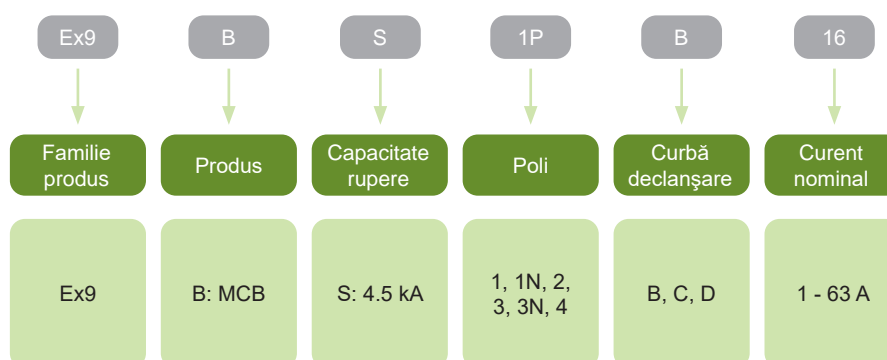 Ex9
B
S
1P
B
16
Familie
produs
Produs
Capacitate
rupere
Poli
Curbă
declanşare
Curent
nominal
Ex9
B: MCB
S: 4.5 kA
1, 1N, 2,
3, 3N, 4
B, C, D
1 - 63 A